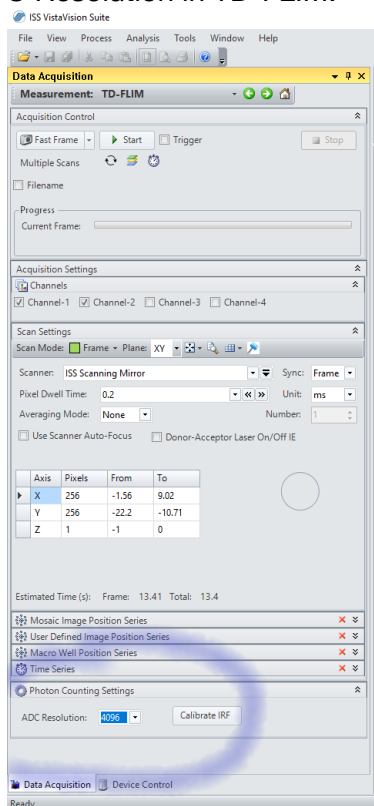 ISS VistaVision Suite
File View Process Analysis Tools Window Help
Data Acquisition
Measurement: TD-FLIM
Acquisition Control
Fast Frame Start Trigger Stop
Multiple Scans
Filename
Progress
Current Frame:
Acquisition Settings
Channels
Channel-1 Channel-2 Channel-3 Channel-4
Scan Settings
Scan Mode: Frame Plane: XY
Scanner: ISS Scanning Mirror Sync: Frame
Pixel Dwell Time: 0.2 Unit: ms
Averaging Mode: None Number: 1
Use Scanner Auto-Focus Donor-Acceptor Laser On/Off IE
Axis Pixels From To
X 256 -1.56 9.02
Y 256 -22.2 -10.71
Z 1 -1 0
Estimated Time (s): Frame: 13.41 Total: 13.4
Mosaic Image Position Series
User Defined Image Position Series
Macro Well Position Series
Time Series
Photon Counting Settings
ADC Resolution: 4096 Calibrate IRF
Data Acquisition Device Control
Ready